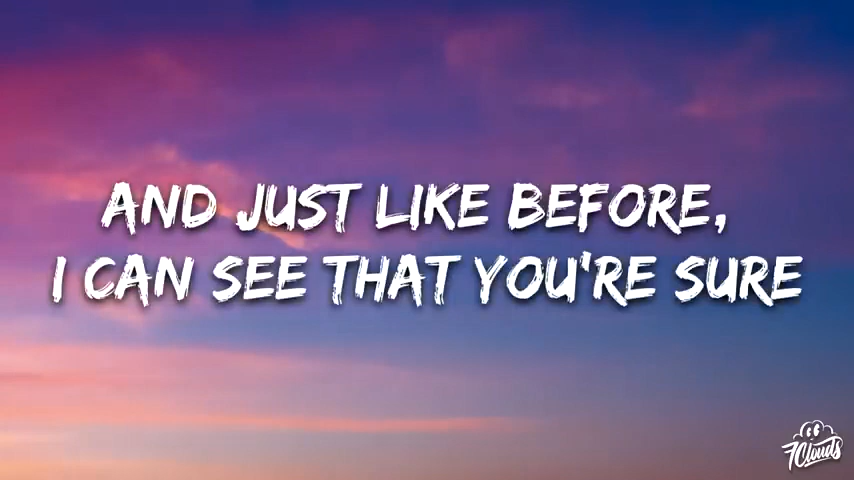 AND JUST LIKE BEFORE,
I CAN SEE THAT YOU'RE SURE
7Clouds